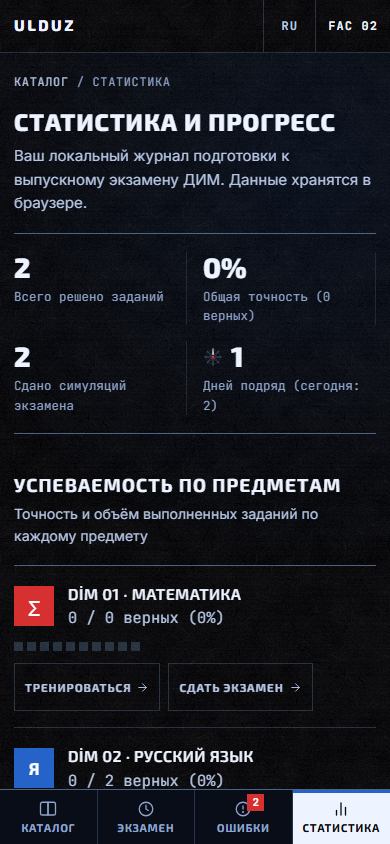 ULDUZ
RU
FAC 02
КАТАЛОГ / СТАТИСТИКА
СТАТИСТИКА И ПРОГРЕСС
Ваш локальный журнал подготовки к
выпускному экзамену ДИМ. Данные хранятся в
браузере.
2
Всего решено заданий
0%
Общая точность (0
верных)
2
Сдано симуляций
экзамена
1
Дней подряд (сегодня:
2)
УСПЕВАЕМОСТЬ ПО ПРЕДМЕТАМ
Точность и объём выполненных заданий по
каждому предмету
Σ
DİM 01 · МАТЕМАТИКА
0 / 0 верных (0%)
ТРЕНИРОВАТЬСЯ →
СДАТЬ ЭКЗАМЕН →
Я
DİM 02 · РУССКИЙ ЯЗЫК
0 / 2 верных (0%)
КАТАЛОГ
ЭКЗАМЕН
2
ОШИБКИ
СТАТИСТИКА